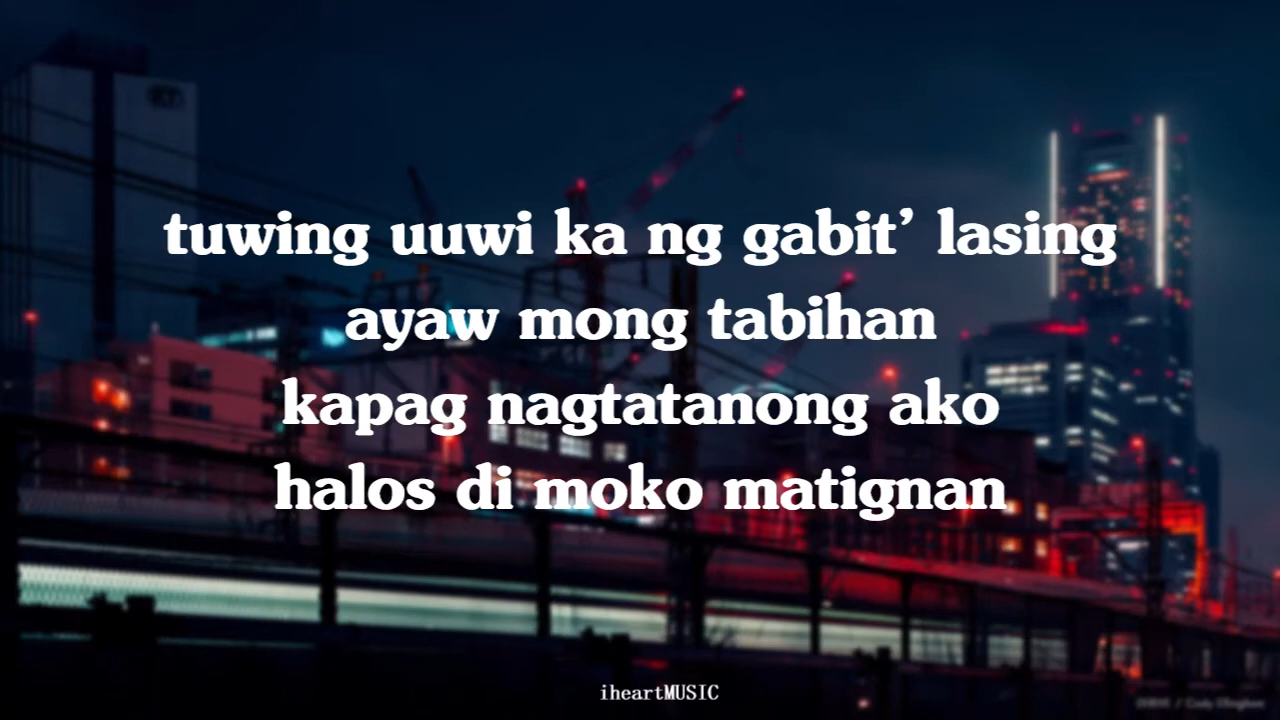 tuwing uuwi ka ng gabit’ lasing
ayaw mong tabihan
kapag nagtatanong ako
halos di moko matignan
iheartMUSIC